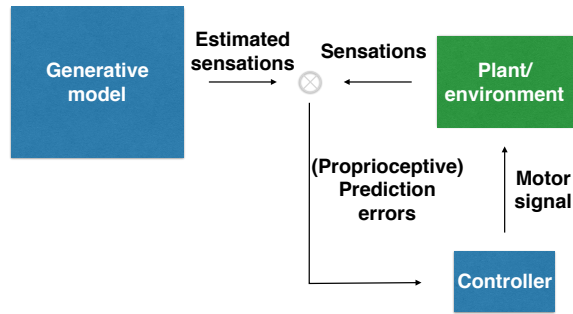 Generative
model
Estimated
sensations
Sensations
Plant/
environment
(Proprioceptive)
Prediction
errors
Motor
signal
Controller